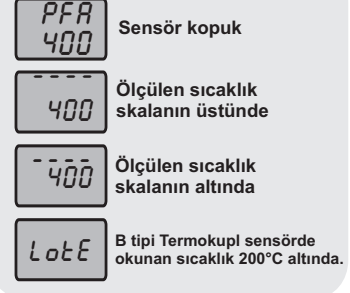 PFA
400
Sensör kopuk
----
400
Ölçülen sıcaklık
skalanın üstünde
----
400
Ölçülen sıcaklık
skalanın altında
LotE
B tipi Termokupl sensörde
okunan sıcaklık 200°C altında.